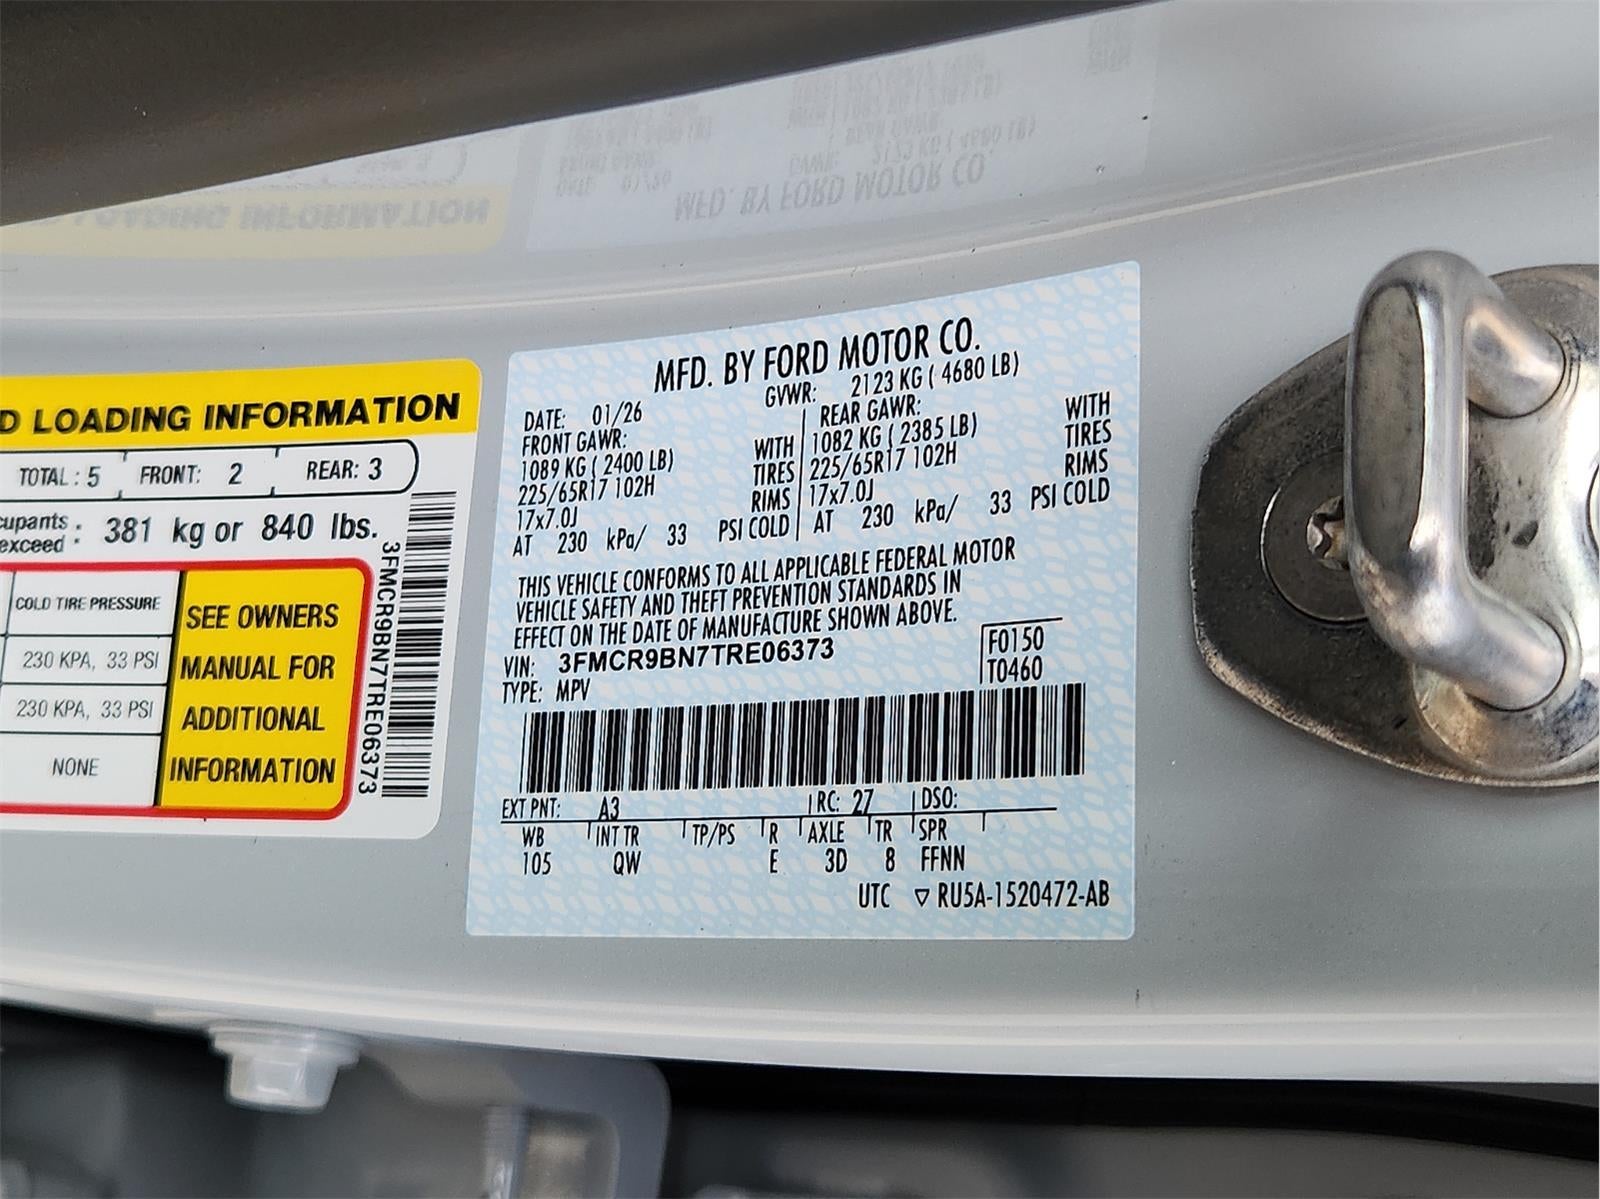 D LOADING INFORMATION
TOTAL : 5 FRONT: 2 REAR: 3
cupants :
exceed :
381 kg or 840 lbs.
COLD TIRE PRESSURE
230 KPA, 33 PSI
230 KPA, 33 PSI
NONE
SEE OWNERS
MANUAL FOR
ADDITIONAL
INFORMATION
3FMCR9BN7TRE06373
MFD. BY FORD MOTOR CO.
DATE: 01/26 GVWR: 2123 KG ( 4680 LB)
FRONT GAWR: REAR GAWR:
1089 KG ( 2400 LB) WITH 1082 KG ( 2385 LB) WITH
225/65R17 102H TIRES 225/65R17 102H TIRES
17x7.0J RIMS 17x7.0J RIMS
AT 230 kPa/ 33 PSI COLD AT 230 kPa/ 33 PSI COLD
THIS VEHICLE CONFORMS TO ALL APPLICABLE FEDERAL MOTOR
VEHICLE SAFETY AND THEFT PREVENTION STANDARDS IN
EFFECT ON THE DATE OF MANUFACTURE SHOWN ABOVE.
VIN: 3FMCR9BN7TRE06373
TYPE: MPV
F0150
T0460
EXT PNT: A3 RC: 27 DSO:
WB INT TR TP/PS R AXLE TR SPR
105 QW E 3D 8 FFNN
UTC ▽ RU5A-1520472-AB